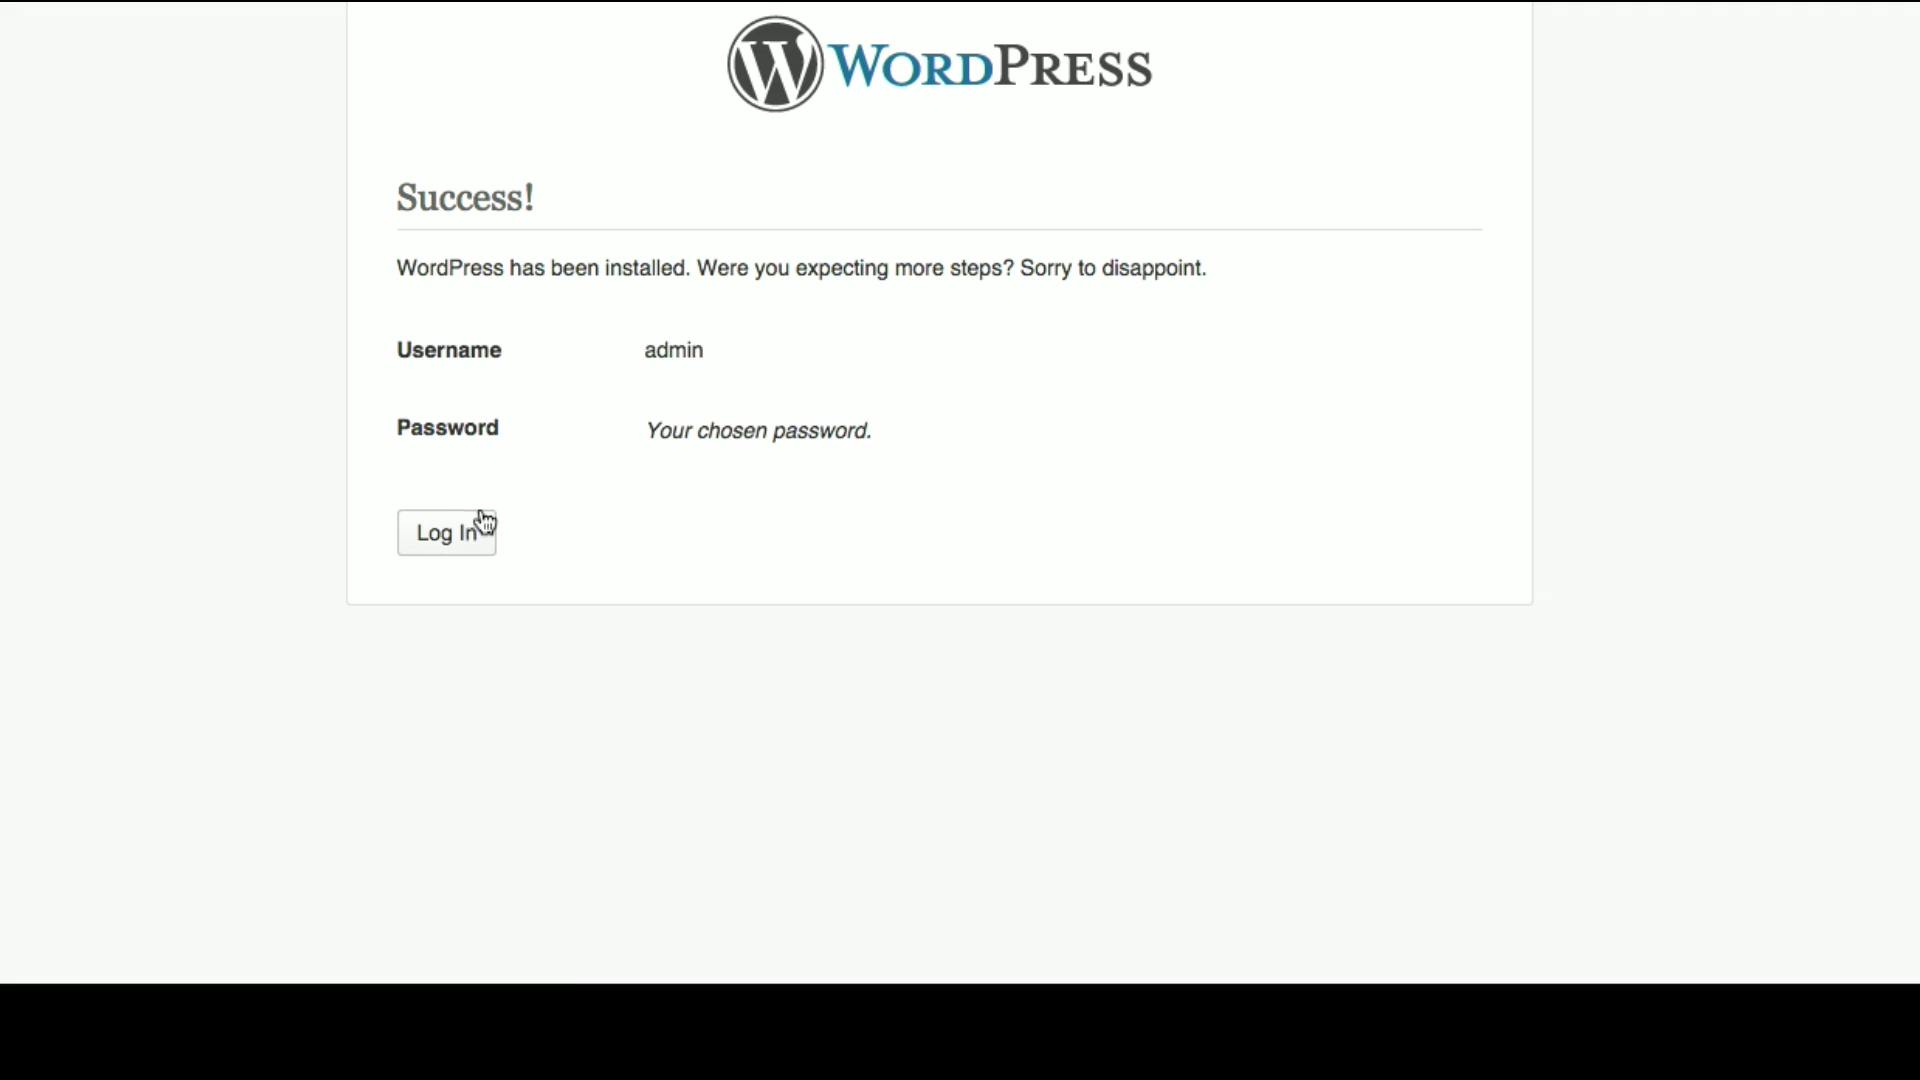 WORDPRESS
Success!
WordPress has been installed. Were you expecting more steps? Sorry to disappoint.
Username admin
Password Your chosen password.
Log In